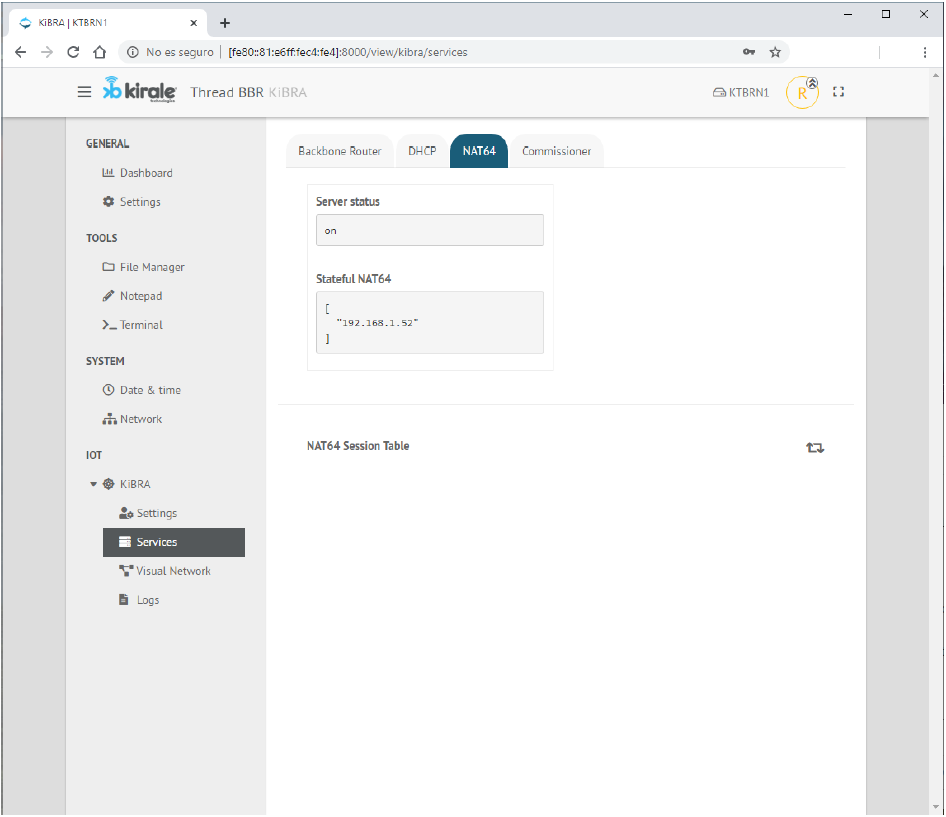 KiBRA | KTBRN1
No es seguro | [fe80::81:e6ff:fec4:fe4]:8000/view/kibra/services
kirale
technologies
Thread BBR KiBRA
KTBRN1
R
GENERAL
Dashboard
Settings
TOOLS
File Manager
Notepad
Terminal
SYSTEM
Date & time
Network
IOT
KiBRA
Settings
Services
Visual Network
Logs
Backbone Router
DHCP
NAT64
Commissioner
Server status
on
Stateful NAT64
[
"192.168.1.52"
]
NAT64 Session Table